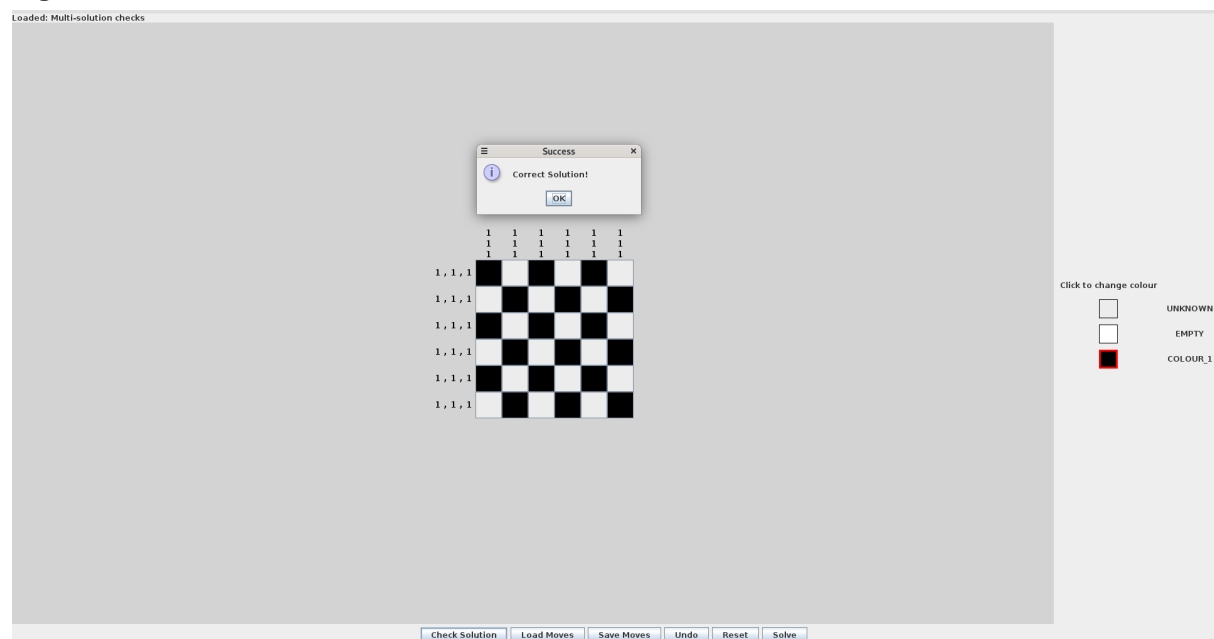 Loaded: Multi-solution checks
Success
Correct Solution!
OK
1 1 1 1 1 1
1 1 1 1 1 1
1 1 1 1 1 1
1 , 1 , 1
1 , 1 , 1
1 , 1 , 1
1 , 1 , 1
1 , 1 , 1
1 , 1 , 1
Click to change colour
UNKNOWN
EMPTY
COLOUR_1
Check Solution Load Moves Save Moves Undo Reset Solve